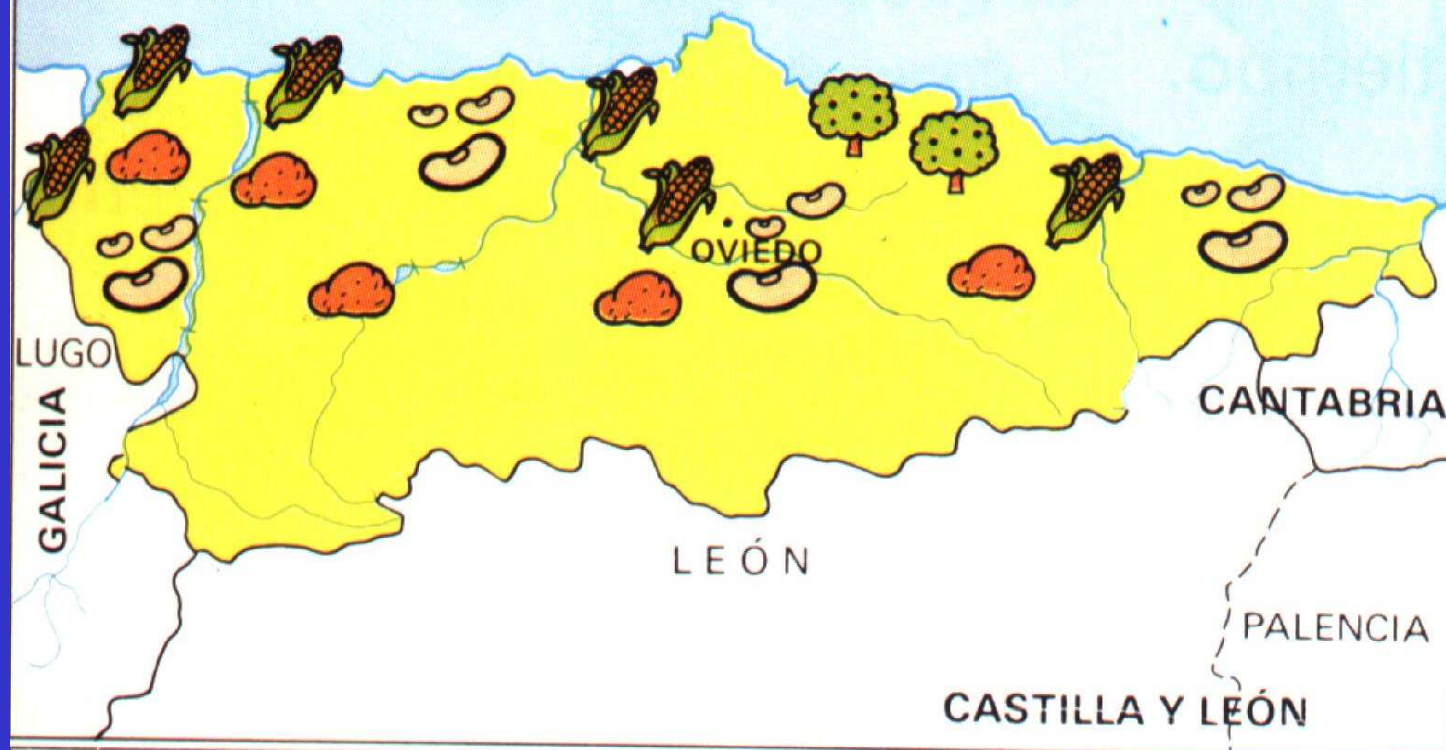 OVIEDO
LUGO
GALICIA
CANTABRIA
LEÓN
PALENCIA
CASTILLA Y LEÓN